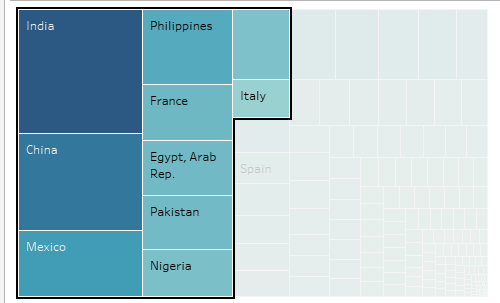 India
China
Mexico
Philippines
France
Egypt, Arab
Rep.
Pakistan
Nigeria
Italy
Spain